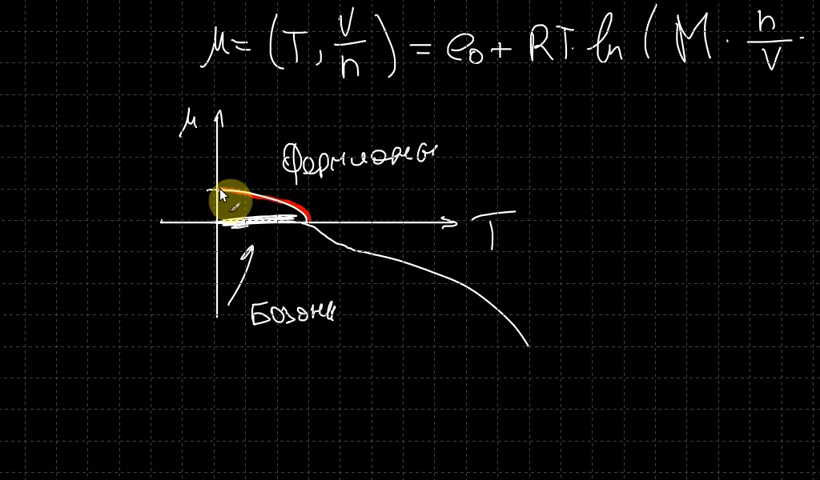 μ = (T, V/n) = e₀ + RT · ln ( M · n/V ·
μ
Фермионы
T
Бозоны